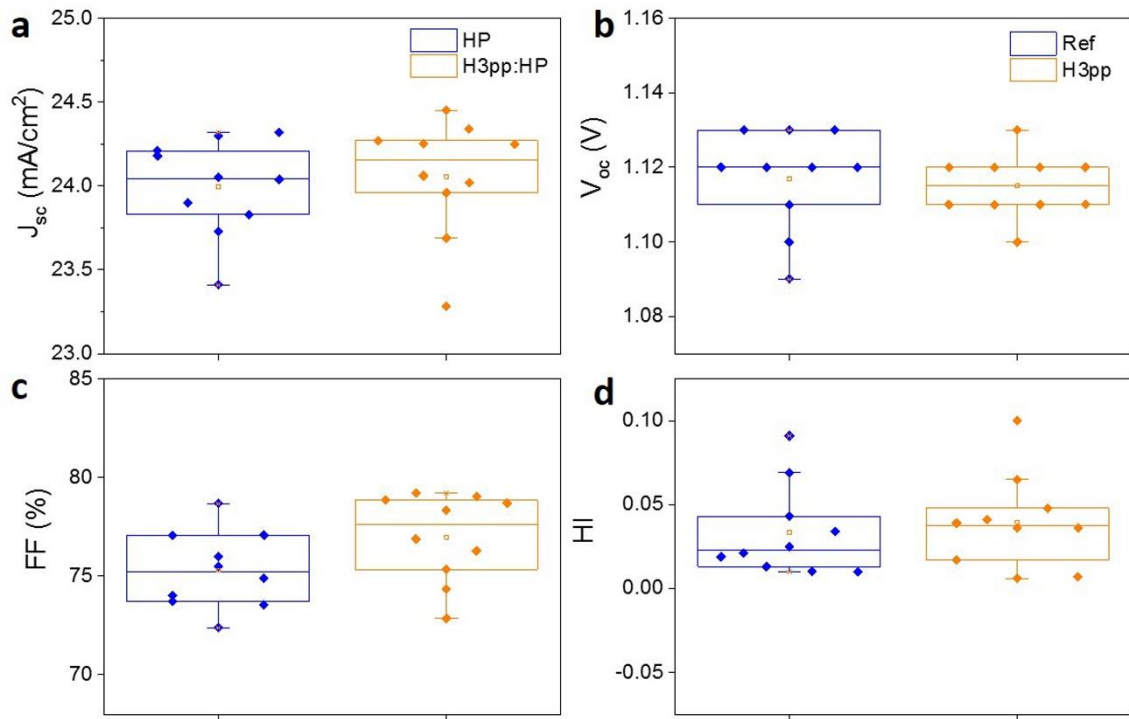 a
25.0
24.5
24.0
23.5
23.0
J_sc (mA/cm²)
HP
H3pp:HP
b
1.16
1.14
1.12
1.10
1.08
V_oc (V)
Ref
H3pp
c
85
80
75
70
FF (%)
d
0.10
0.05
0.00
-0.05
HI